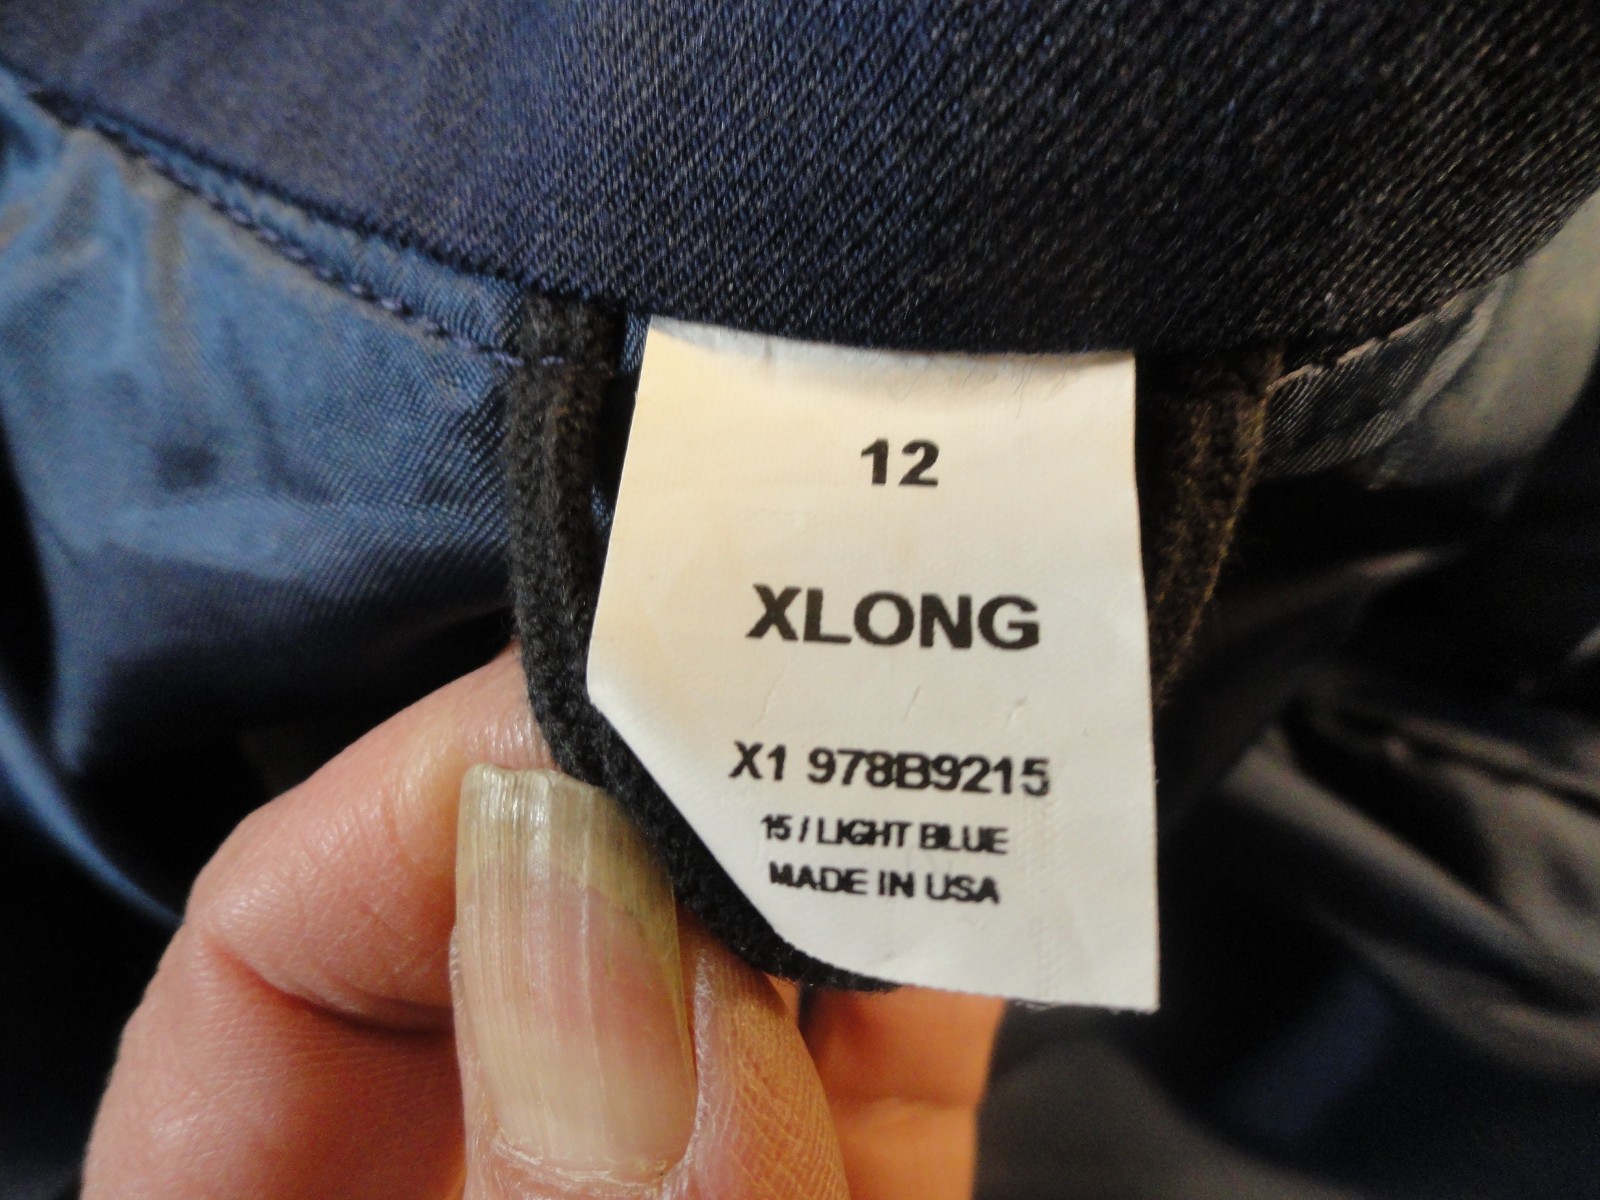 12
XLONG
X1 978B9215
15 / LIGHT BLUE
MADE IN USA